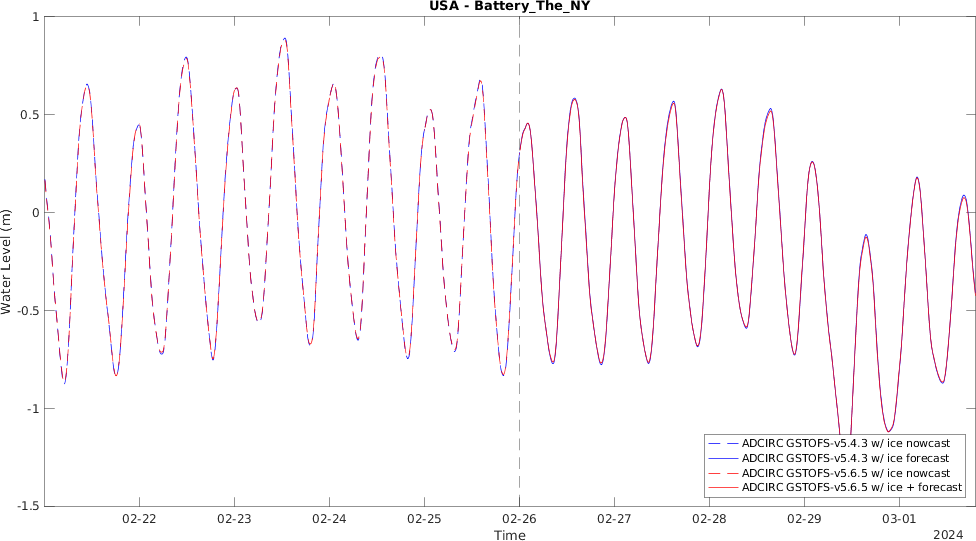 USA - Battery_The_NY
1
0.5
0
-0.5
-1
-1.5
Water Level (m)
ADCIRC GSTOFS-v5.4.3 w/ ice nowcast
ADCIRC GSTOFS-v5.4.3 w/ ice forecast
ADCIRC GSTOFS-v5.6.5 w/ ice nowcast
ADCIRC GSTOFS-v5.6.5 w/ ice + forecast
02-22 02-23 02-24 02-25 02-26 02-27 02-28 02-29 03-01
Time
2024